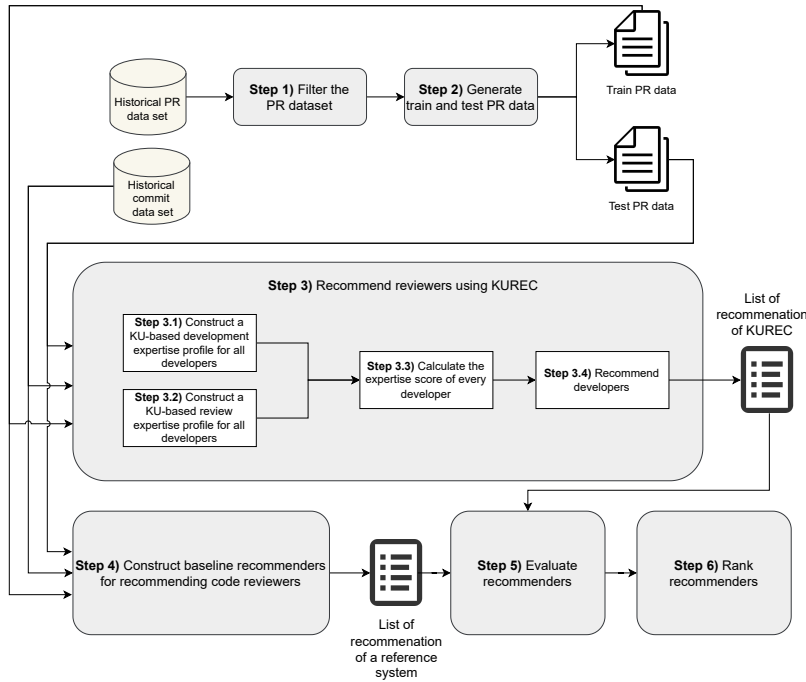 Historical PR
data set
Step 1) Filter the
PR dataset
Step 2) Generate
train and test PR data
Train PR data
Historical
commit
data set
Test PR data
Step 3) Recommend reviewers using KUREC
Step 3.1) Construct a
KU-based development
expertise profile for all
developers
Step 3.2) Construct a
KU-based review
expertise profile for all
developers
Step 3.3) Calculate the
expertise score of every
developer
Step 3.4) Recommend
developers
List of
recommenation
of KUREC
Step 4) Construct baseline recommenders
for recommending code reviewers
List of
recommenation
of a reference
system
Step 5) Evaluate
recommenders
Step 6) Rank
recommenders